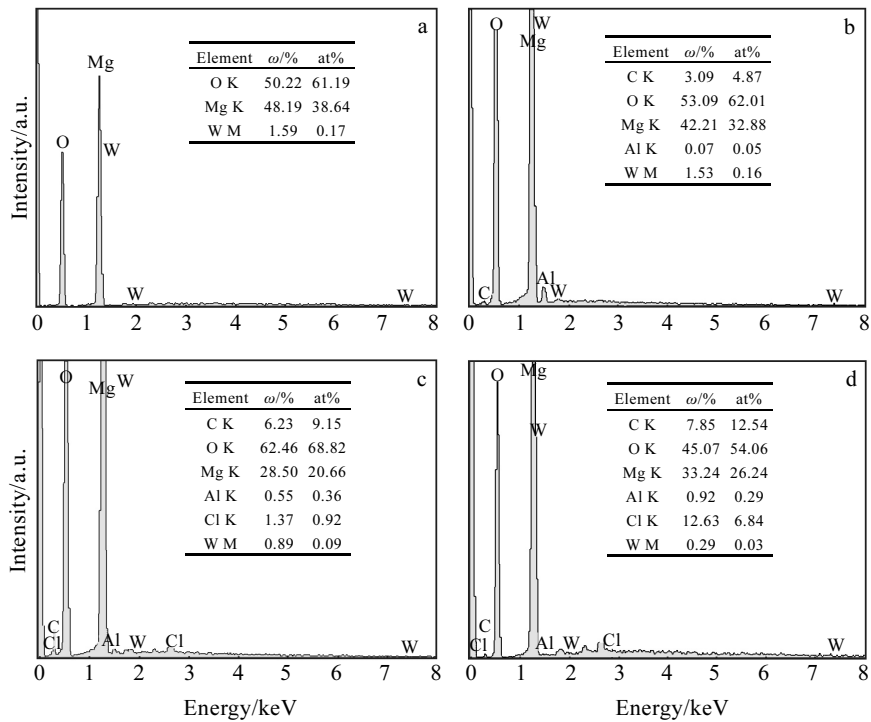 a
Mg
O
W
W
W
Element ω/% at%
O K 50.22 61.19
Mg K 48.19 38.64
W M 1.59 0.17
Intensity/a.u.
0 1 2 3 4 5 6 7 8
b
O
W
Mg
C
Al
W
W
Element ω/% at%
C K 3.09 4.87
O K 53.09 62.01
Mg K 42.21 32.88
Al K 0.07 0.05
W M 1.53 0.16
0 1 2 3 4 5 6 7 8
c
O
Mg W
C
Cl
Al W Cl
W
Element ω/% at%
C K 6.23 9.15
O K 62.46 68.82
Mg K 28.50 20.66
Al K 0.55 0.36
Cl K 1.37 0.92
W M 0.89 0.09
Intensity/a.u.
0 1 2 3 4 5 6 7 8
Energy/keV
d
O
Mg
W
C
Cl
Al W Cl
W
Element ω/% at%
C K 7.85 12.54
O K 45.07 54.06
Mg K 33.24 26.24
Al K 0.92 0.29
Cl K 12.63 6.84
W M 0.29 0.03
0 1 2 3 4 5 6 7 8
Energy/keV